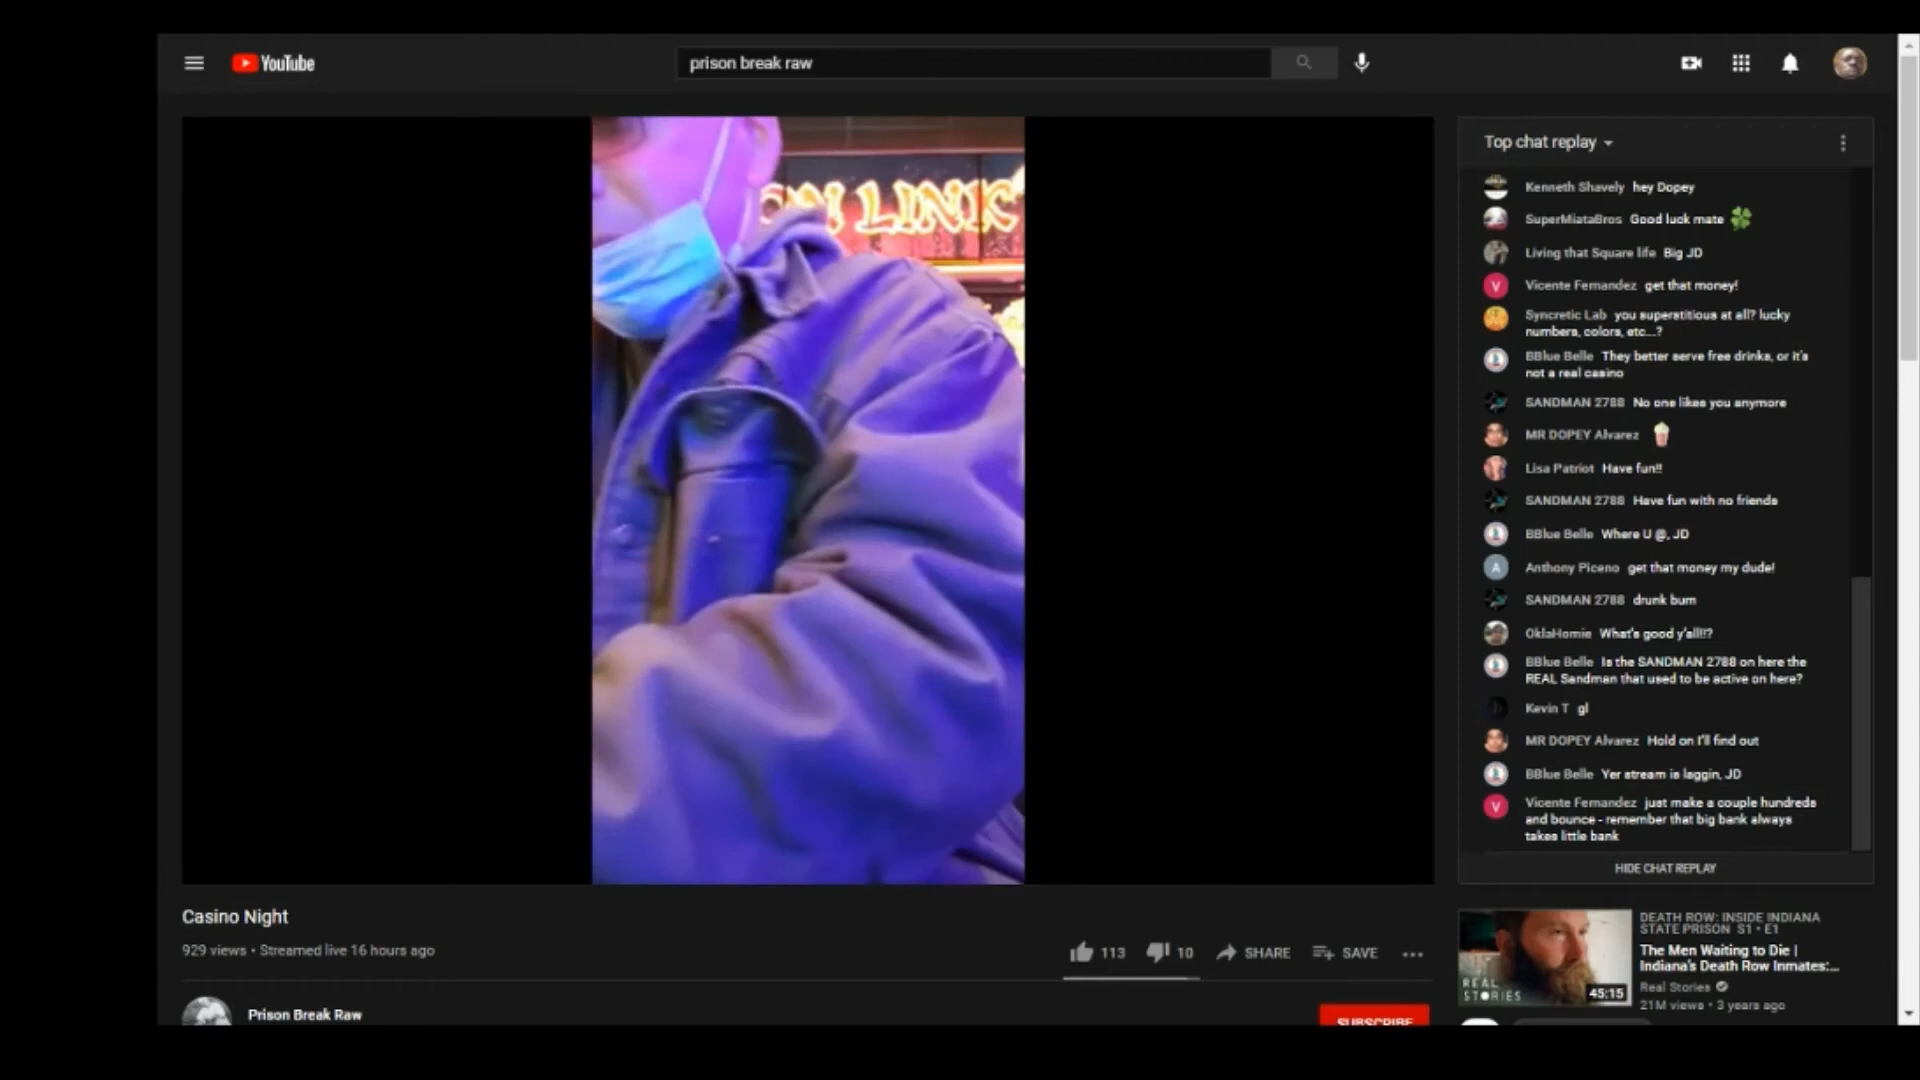 YouTube
prison break raw
ON LINK
Top chat replay
Kenneth Shavely hey Dopey
SuperMiataBros Good luck mate
Living that Square life Big JD
V
Vicente Fernandez get that money!
Syncretic Lab you superstitious at all? lucky
numbers, colors, etc...?
BBlue Belle They better serve free drinks, or it's
not a real casino
SANDMAN 2788 No one likes you anymore
MR DOPEY Alvarez
Lisa Patriot Have fun!!
SANDMAN 2788 Have fun with no friends
BBlue Belle Where U @, JD
A
Anthony Piceno get that money my dude!
SANDMAN 2788 drunk bum
OklaHomie What's good y'all!!?
BBlue Belle Is the SANDMAN 2788 on here the
REAL Sandman that used to be active on here?
Kevin T gl
MR DOPEY Alvarez Hold on I'll find out
BBlue Belle Yer stream is laggin, JD
V
Vicente Fernandez just make a couple hundreds
and bounce - remember that big bank always
takes little bank
HIDE CHAT REPLAY
Casino Night
929 views • Streamed live 16 hours ago
113
10
SHARE
SAVE
Prison Break Raw
SUBSCRIBE
REAL
STORIES
45:15
DEATH ROW: INSIDE INDIANA
STATE PRISON S1 • E1
The Men Waiting to Die |
Indiana's Death Row Inmates:...
Real Stories
21M views • 3 years ago